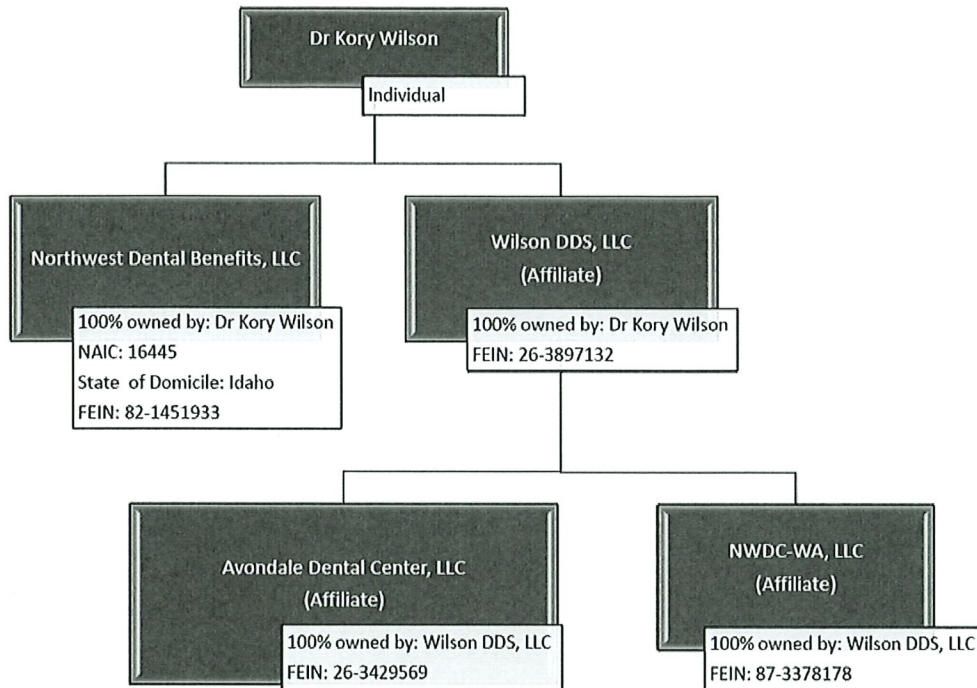 Dr Kory Wilson
Individual
Northwest Dental Benefits, LLC
100% owned by: Dr Kory Wilson
NAIC: 16445
State of Domicile: Idaho
FEIN: 82-1451933
Wilson DDS, LLC
(Affiliate)
100% owned by: Dr Kory Wilson
FEIN: 26-3897132
Avondale Dental Center, LLC
(Affiliate)
100% owned by: Wilson DDS, LLC
FEIN: 26-3429569
NWDC-WA, LLC
(Affiliate)
100% owned by: Wilson DDS, LLC
FEIN: 87-3378178